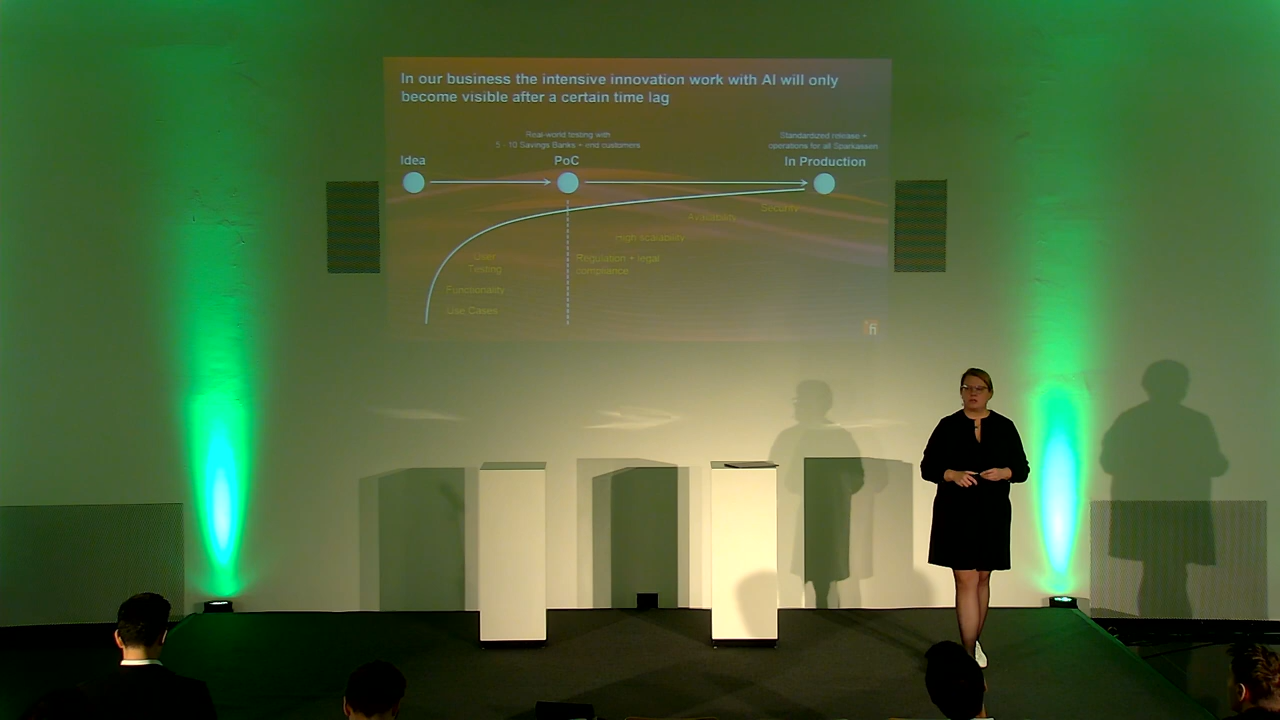 In our business the intensive innovation work with AI will only
become visible after a certain time lag
Real-world testing with
5 - 10 Savings Banks + end customers
Standardized release +
operations for all Sparkassen
Idea
PoC
In Production
Security
Availability
High scalability
User
Testing
Regulation + legal
compliance
Functionality
Use Cases
fi